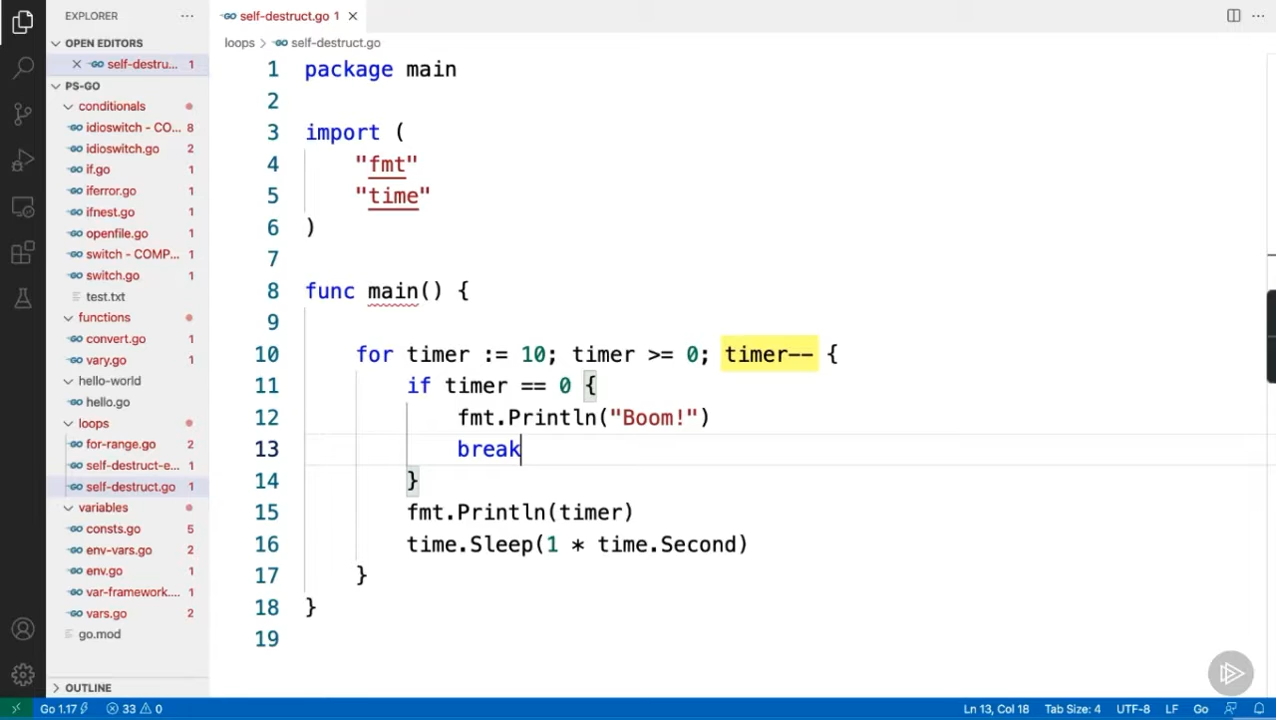 EXPLORER ···
self-destruct.go 1 ×
···
OPEN EDITORS
loops > self-destruct.go
× self-destru... 1
PS-GO
conditionals
idioswitch - CO... 8
idioswitch.go 2
if.go 1
iferror.go 1
ifnest.go 1
openfile.go 1
switch - COMP... 1
switch.go 1
test.txt
functions
convert.go 1
vary.go 1
hello-world
hello.go
loops
for-range.go 2
self-destruct-e... 1
self-destruct.go 1
variables
consts.go 5
env-vars.go 2
env.go 1
var-framework.... 1
vars.go 2
go.mod
OUTLINE
1 package main
2
3 import (
4 "fmt"
5 "time"
6 )
7
8 func main() {
9
10 for timer := 10; timer >= 0; timer-- {
11 if timer == 0 {
12 fmt.Println("Boom!")
13 break
14 }
15 fmt.Println(timer)
16 time.Sleep(1 * time.Second)
17 }
18 }
19
Go 1.17 33 0 Ln 13, Col 18 Tab Size: 4 UTF-8 LF Go